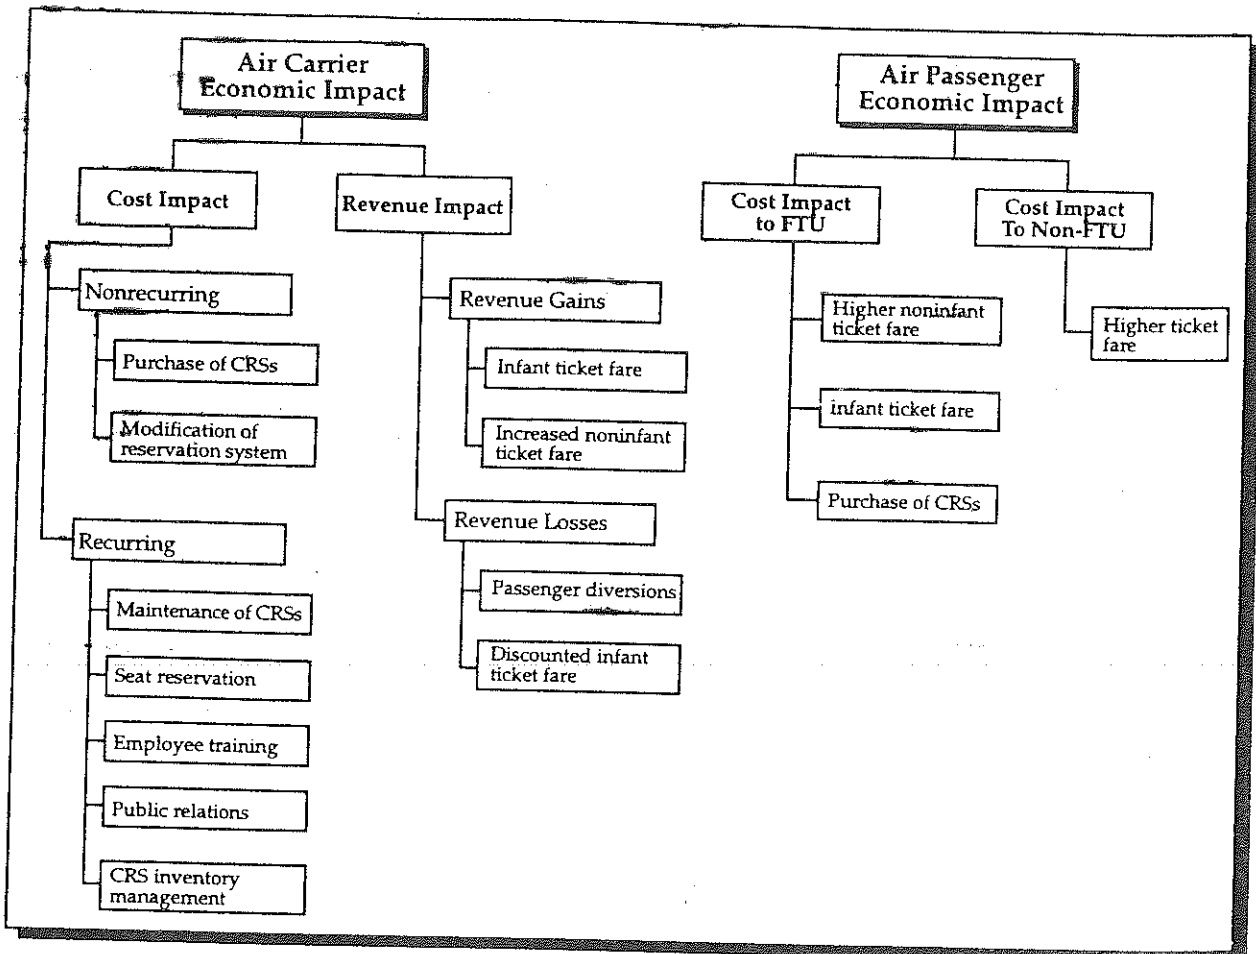 Air Carrier
Economic Impact
Cost Impact
Revenue Impact
Nonrecurring
Purchase of CRSs
Modification of
reservation system
Recurring
Maintenance of CRSs
Seat reservation
Employee training
Public relations
CRS inventory
management
Revenue Gains
Infant ticket fare
Increased noninfant
ticket fare
Revenue Losses
Passenger diversions
Discounted infant
ticket fare
Air Passenger
Economic Impact
Cost Impact
to FTU
Higher noninfant
ticket fare
infant ticket fare
Purchase of CRSs
Cost Impact
To Non-FTU
Higher ticket
fare